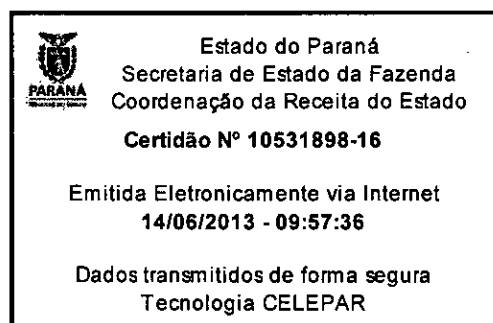 Estado do Paraná
Secretaria de Estado da Fazenda
PARANÁ
Coordenação da Receita do Estado
Certidão Nº 10531898-16
Emitida Eletronicamente via Internet
14/06/2013 - 09:57:36
Dados transmitidos de forma segura
Tecnologia CELEPAR